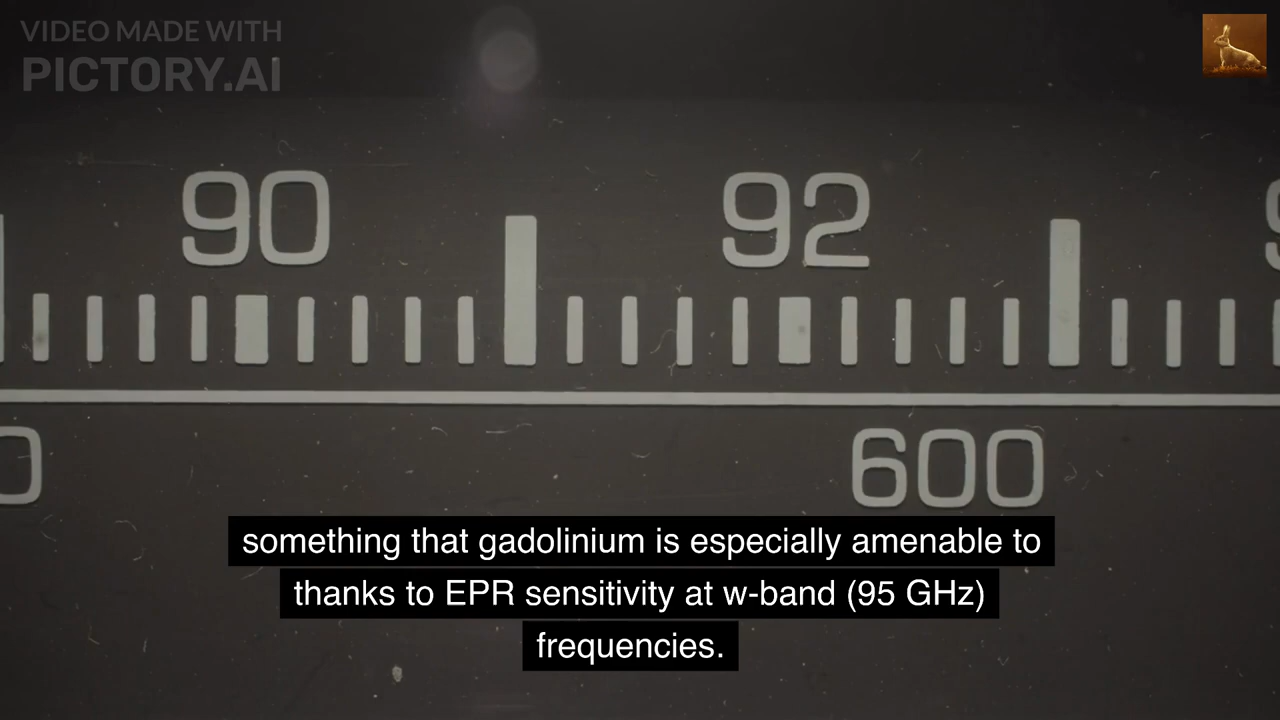 VIDEO MADE WITH
PICTORY.AI
90 92
600
something that gadolinium is especially amenable to
thanks to EPR sensitivity at w-band (95 GHz)
frequencies.